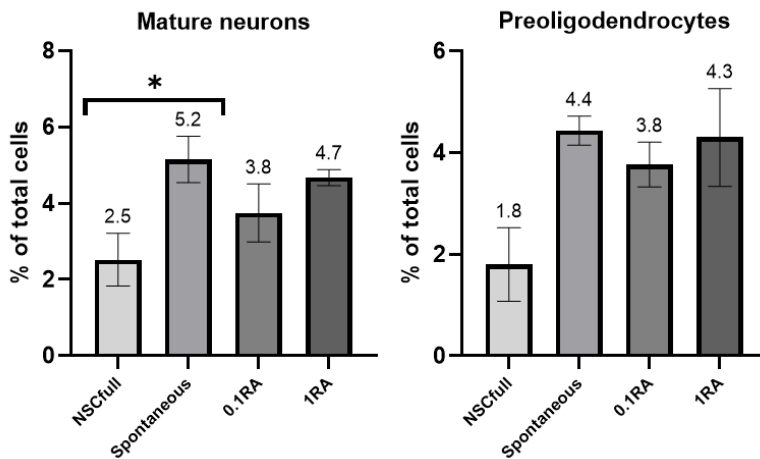 Mature neurons
% of total cells
8
6
4
2
0
*
2.5
5.2
3.8
4.7
NSCfull
Spontaneous
0.1RA
1RA
Preoligodendrocytes
% of total cells
6
4
2
0
1.8
4.4
3.8
4.3
NSCfull
Spontaneous
0.1RA
1RA